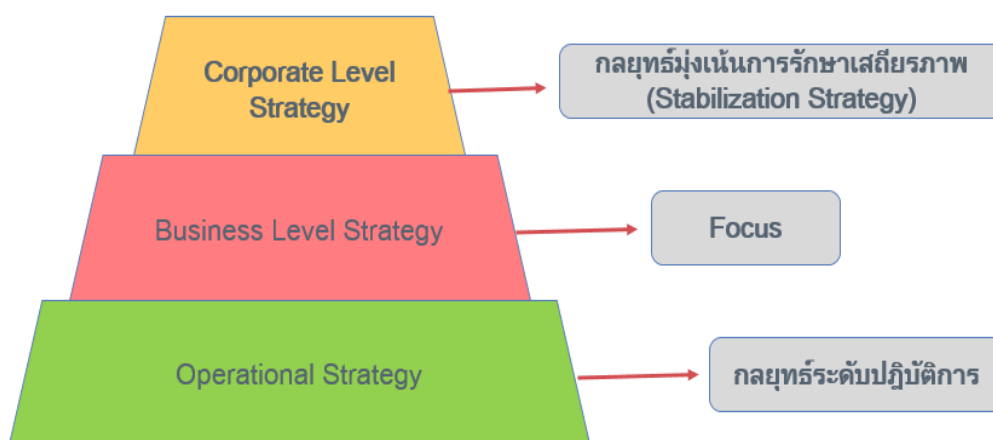 Corporate Level
Strategy
กลยุทธ์มุ่งเน้นการรักษาเสถียรภาพ
(Stabilization Strategy)
Business Level Strategy
Focus
Operational Strategy
กลยุทธ์ระดับปฎิบัติการ